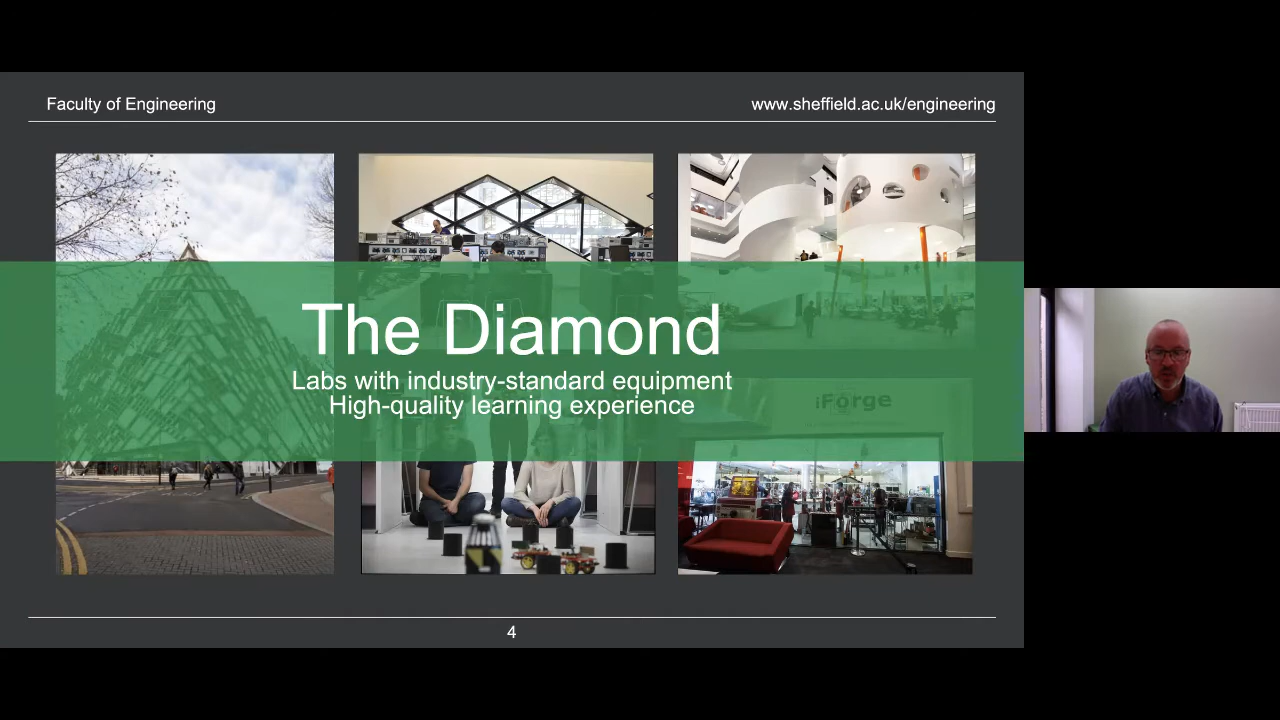 Faculty of Engineering
www.sheffield.ac.uk/engineering
The Diamond
Labs with industry-standard equipment
High-quality learning experience
iForge
4